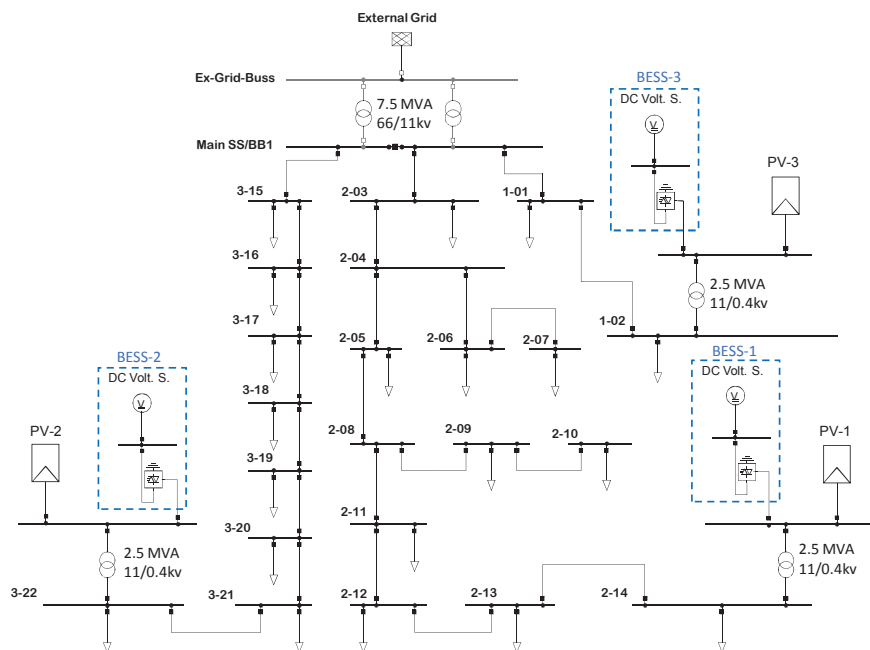 External Grid
Ex-Grid-Buss
7.5 MVA
66/11kv
Main SS/BB1
BESS-3
DC Volt. S.
V
PV-3
3-15
2-03
1-01
3-16
2-04
2.5 MVA
11/0.4kv
3-17
1-02
2-05
2-06
2-07
BESS-2
DC Volt. S.
V
BESS-1
DC Volt. S.
V
3-18
PV-2
2-08
2-09
2-10
PV-1
3-19
3-20
2-11
2.5 MVA
11/0.4kv
2.5 MVA
11/0.4kv
3-22
3-21
2-12
2-13
2-14